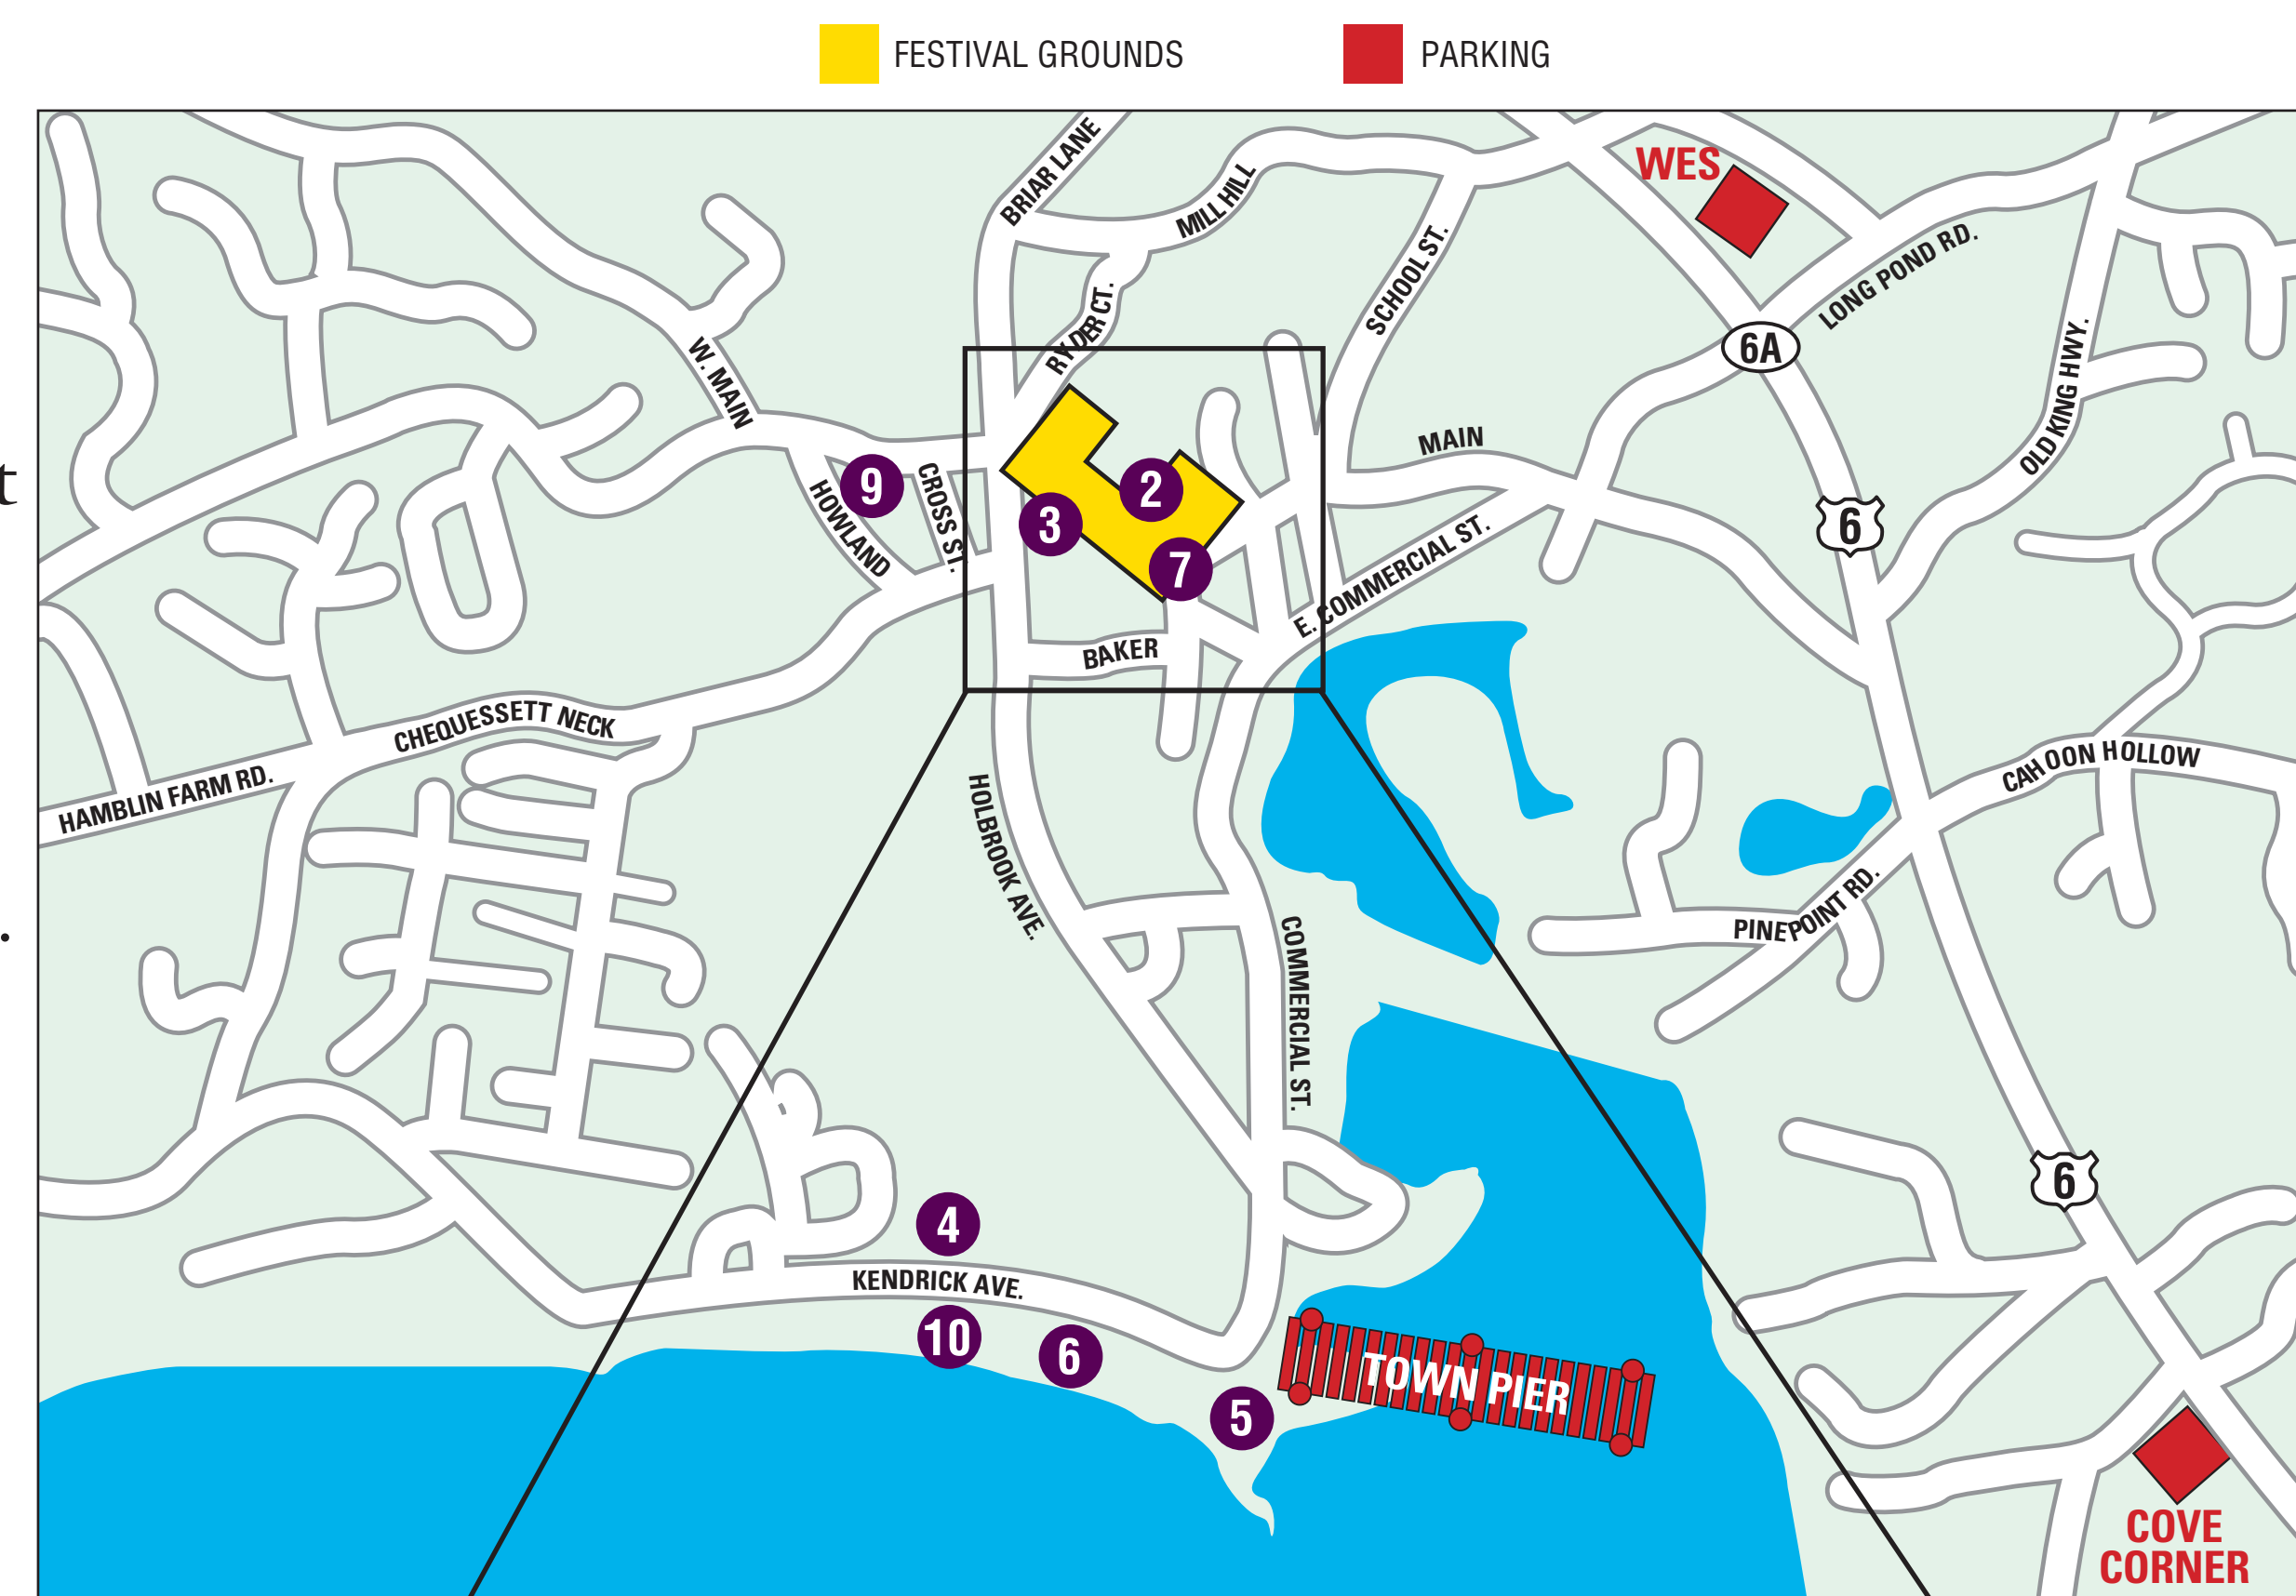 FESTIVAL GROUNDS
PARKING
BRIAR LANE
MILL HILL
WES
SCHOOL ST.
LONG POND RD.
RYDER CT.
6A
W. MAIN
OLD KING HWY.
MAIN
t
9
CROSS ST.
2
HOWLAND
3
6
E. COMMERCIAL ST.
7
BAKER
CHEQUESSETT NECK
CAHOON HOLLOW
HAMBLIN FARM RD.
HOLBROOK AVE.
PINE POINT RD.
.
COMMERCIAL ST.
6
4
KENDRICK AVE.
10
6
TOWN PIER
5
COVE
CORNER